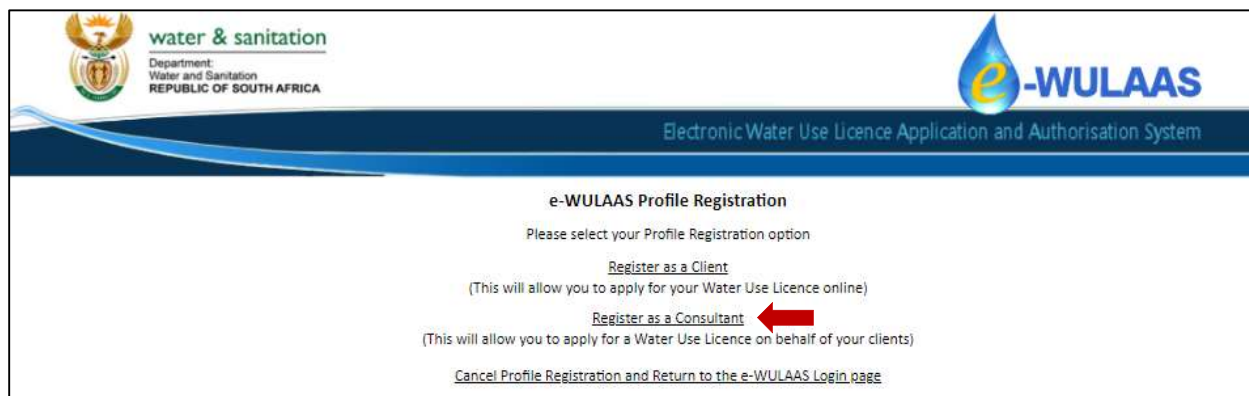 water & sanitation
Department:
Water and Sanitation
REPUBLIC OF SOUTH AFRICA
e-WULAAS
Electronic Water Use Licence Application and Authorisation System
e-WULAAS Profile Registration
Please select your Profile Registration option
Register as a Client
(This will allow you to apply for your Water Use Licence online)
Register as a Consultant
(This will allow you to apply for a Water Use Licence on behalf of your clients)
Cancel Profile Registration and Return to the e-WULAAS Login page